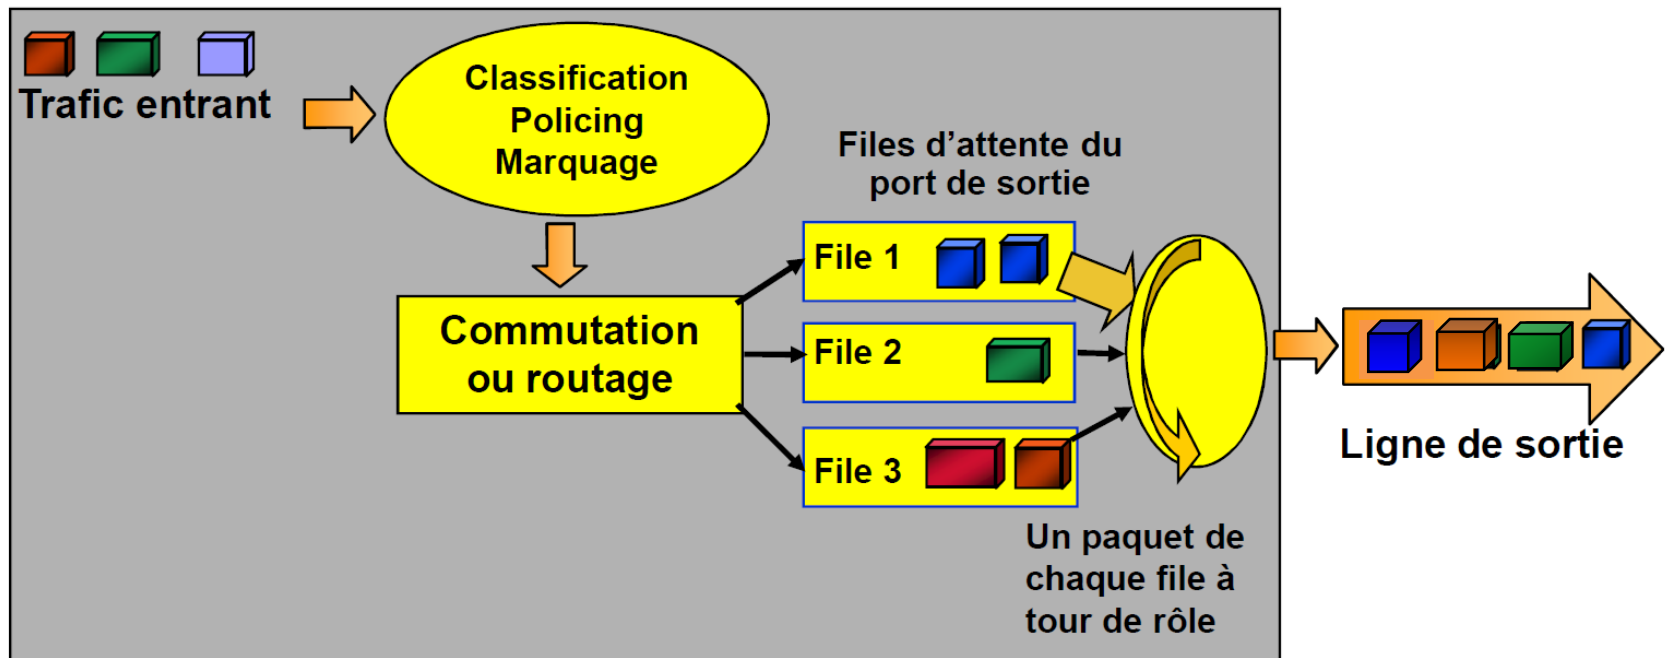 Trafic entrant
Classification
Policing
Marquage
Files d’attente du
port de sortie
Commutation
ou routage
File 1
File 2
File 3
Un paquet de
chaque file à
tour de rôle
Ligne de sortie